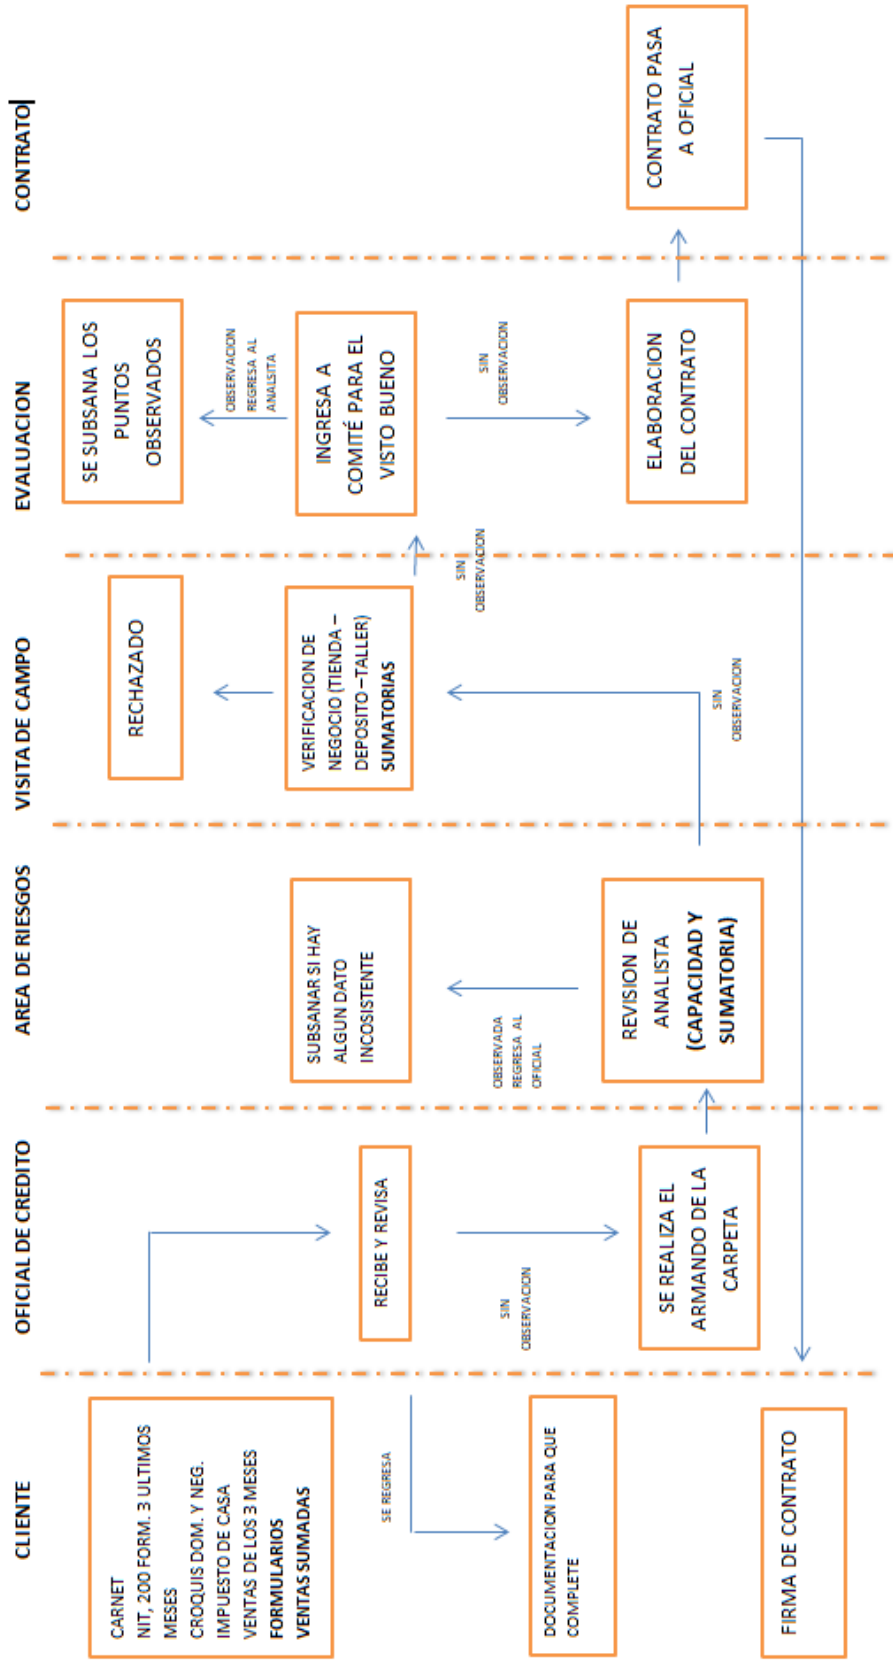 CLIENTE
OFICIAL DE CREDITO
AREA DE RIESGOS
VISITA DE CAMPO
EVALUACION
CONTRATO
CARNET
NIT, 200 FORM. 3 ULTIMOS
MESES
CROQUIS DOM. Y NEG.
IMPUESTO DE CASA
VENTAS DE LOS 3 MESES
FORMULARIOS
VENTAS SUMADAS
SE REGRESA
DOCUMENTACION PARA QUE
COMPLETE
FIRMA DE CONTRATO
RECIBE Y REVISA
SIN
OBSERVACION
SE REALIZA EL
ARMANDO DE LA
CARPETA
SUBSANAR SI HAY
ALGUN DATO
INCOSISTENTE
OBSERVADA
REGRESA AL
OFICIAL
REVISION DE
ANALISTA
(CAPACIDAD Y
SUMATORIA)
RECHAZADO
VERIFICACION DE
NEGOCIO (TIENDA –
DEPOSITO –TALLER)
SUMATORIAS
SIN
OBSERVACION
SIN
OBSERVACION
SE SUBSANA LOS
PUNTOS
OBSERVADOS
OBSERVACION
REGRESA AL
ANALSITA
INGRESA A
COMITÉ PARA EL
VISTO BUENO
SIN
OBSERVACION
ELABORACION
DEL CONTRATO
CONTRATO PASA
A OFICIAL